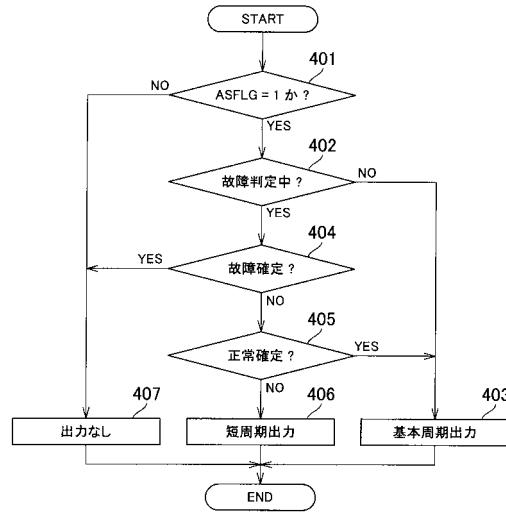 START
401
ASFLG = 1 か ?
NO
YES
402
故障判定中 ?
NO
YES
404
故障確定 ?
YES
NO
405
正常確定 ?
YES
NO
407
出力なし
406
短周期出力
403
基本周期出力
END